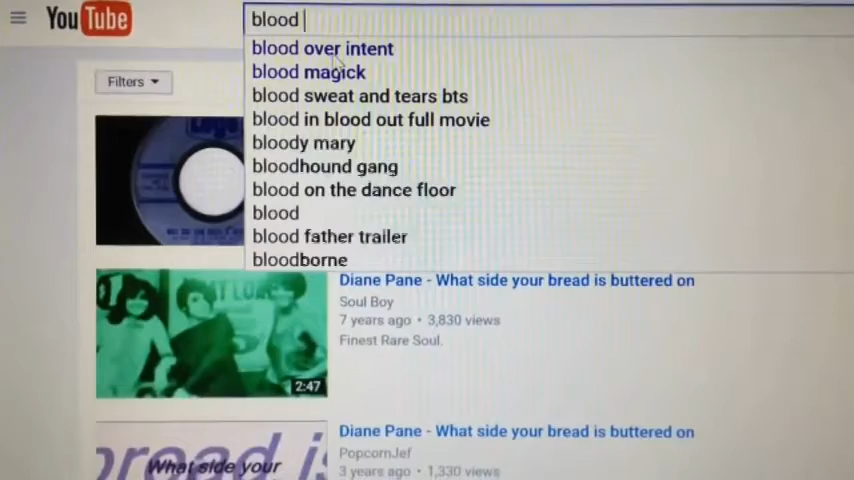 YouTube
blood
blood over intent
Filters
blood magick
blood sweat and tears bts
blood in blood out full movie
bloody mary
bloodhound gang
blood on the dance floor
blood
blood father trailer
bloodborne
Diane Pane - What side your bread is buttered on
Soul Boy
7 years ago • 3,830 views
Finest Rare Soul.
2:47
Diane Pane - What side your bread is buttered on
PopcornJef
3 years ago • 1,330 views
bread is
What side your